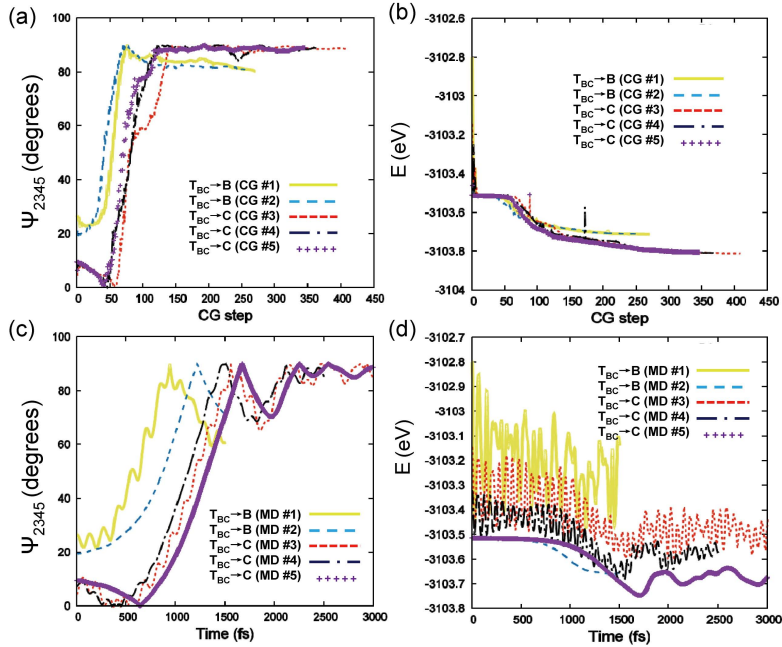 (a)
100
80
60
40
20
0
Ψ2345 (degrees)
TBC→B (CG #1)
TBC→B (CG #2)
TBC→C (CG #3)
TBC→C (CG #4)
TBC→C (CG #5)
0 50 100 150 200 250 300 350 400 450
CG step
(b)
-3102.6
-3102.8
-3103
-3103.2
-3103.4
-3103.6
-3103.8
-3104
E (eV)
TBC→B (CG #1)
TBC→B (CG #2)
TBC→C (CG #3)
TBC→C (CG #4)
TBC→C (CG #5)
0 50 100 150 200 250 300 350 400 450
CG step
(c)
100
80
60
40
20
0
Ψ2345 (degrees)
TBC→B (MD #1)
TBC→B (MD #2)
TBC→C (MD #3)
TBC→C (MD #4)
TBC→C (MD #5)
0 500 1000 1500 2000 2500 3000
Time (fs)
(d)
-3102.7
-3102.8
-3102.9
-3103
-3103.1
-3103.2
-3103.3
-3103.4
-3103.5
-3103.6
-3103.7
-3103.8
E (eV)
TBC→B (MD #1)
TBC→B (MD #2)
TBC→C (MD #3)
TBC→C (MD #4)
TBC→C (MD #5)
0 500 1000 1500 2000 2500 3000
Time (fs)